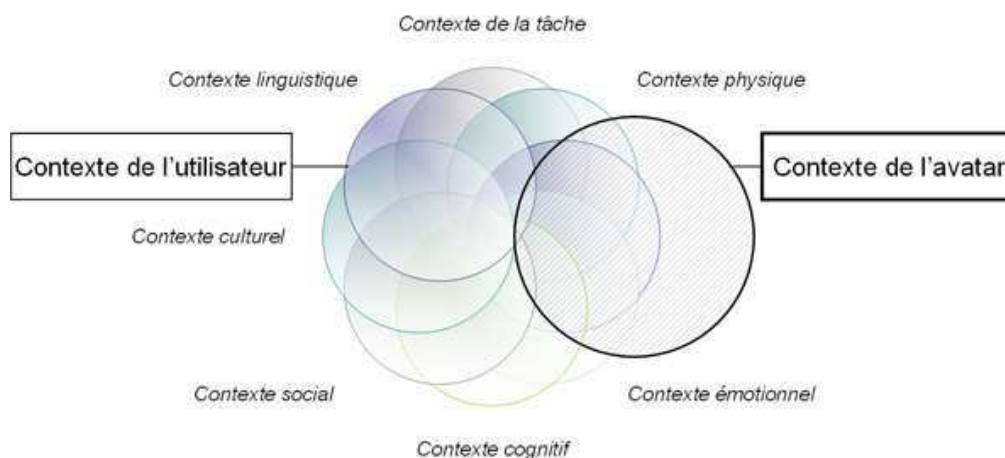 Contexte de la tâche
Contexte linguistique
Contexte physique
Contexte de l'utilisateur
Contexte de l'avatar
Contexte culturel
Contexte social
Contexte émotionnel
Contexte cognitif